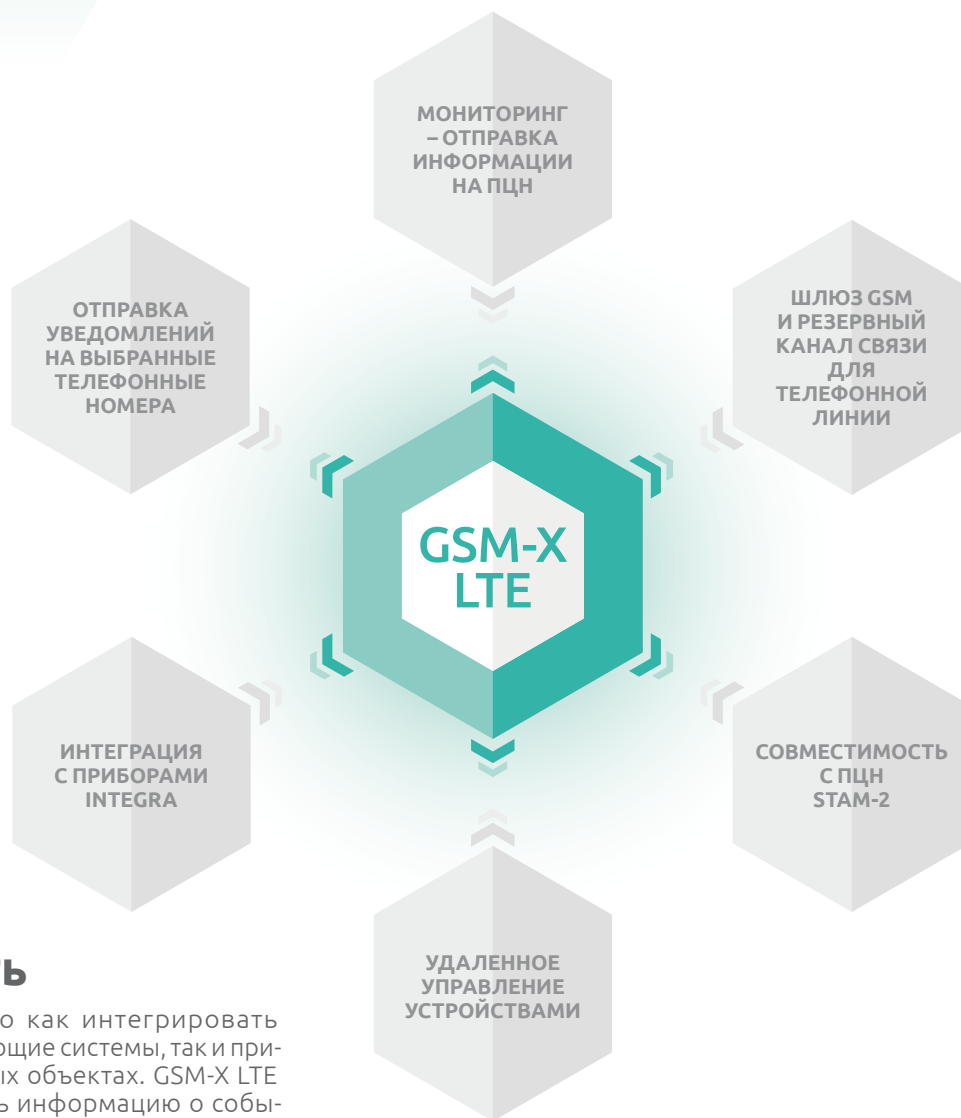 МОНИТОРИНГ
– ОТПРАВКА
ИНФОРМАЦИИ
НА ПЦН
ОТПРАВКА
УВЕДОМЛЕНИЙ
НА ВЫБРАННЫЕ
ТЕЛЕФОННЫЕ
НОМЕРА
ШЛЮЗ GSM
И РЕЗЕРВНЫЙ
КАНАЛ СВЯЗИ
ДЛЯ
ТЕЛЕФОННОЙ
ЛИНИИ
GSM-X
LTE
ИНТЕГРАЦИЯ
С ПРИБОРАМИ
INTEGRA
СОВМЕСТИМОСТЬ
С ПЦН
STAM-2
УДАЛЕННОЕ
УПРАВЛЕНИЕ
УСТРОЙСТВАМИ
как интегрировать
системы, так и при-
объектах. GSM-X LTE
информацию о собы-